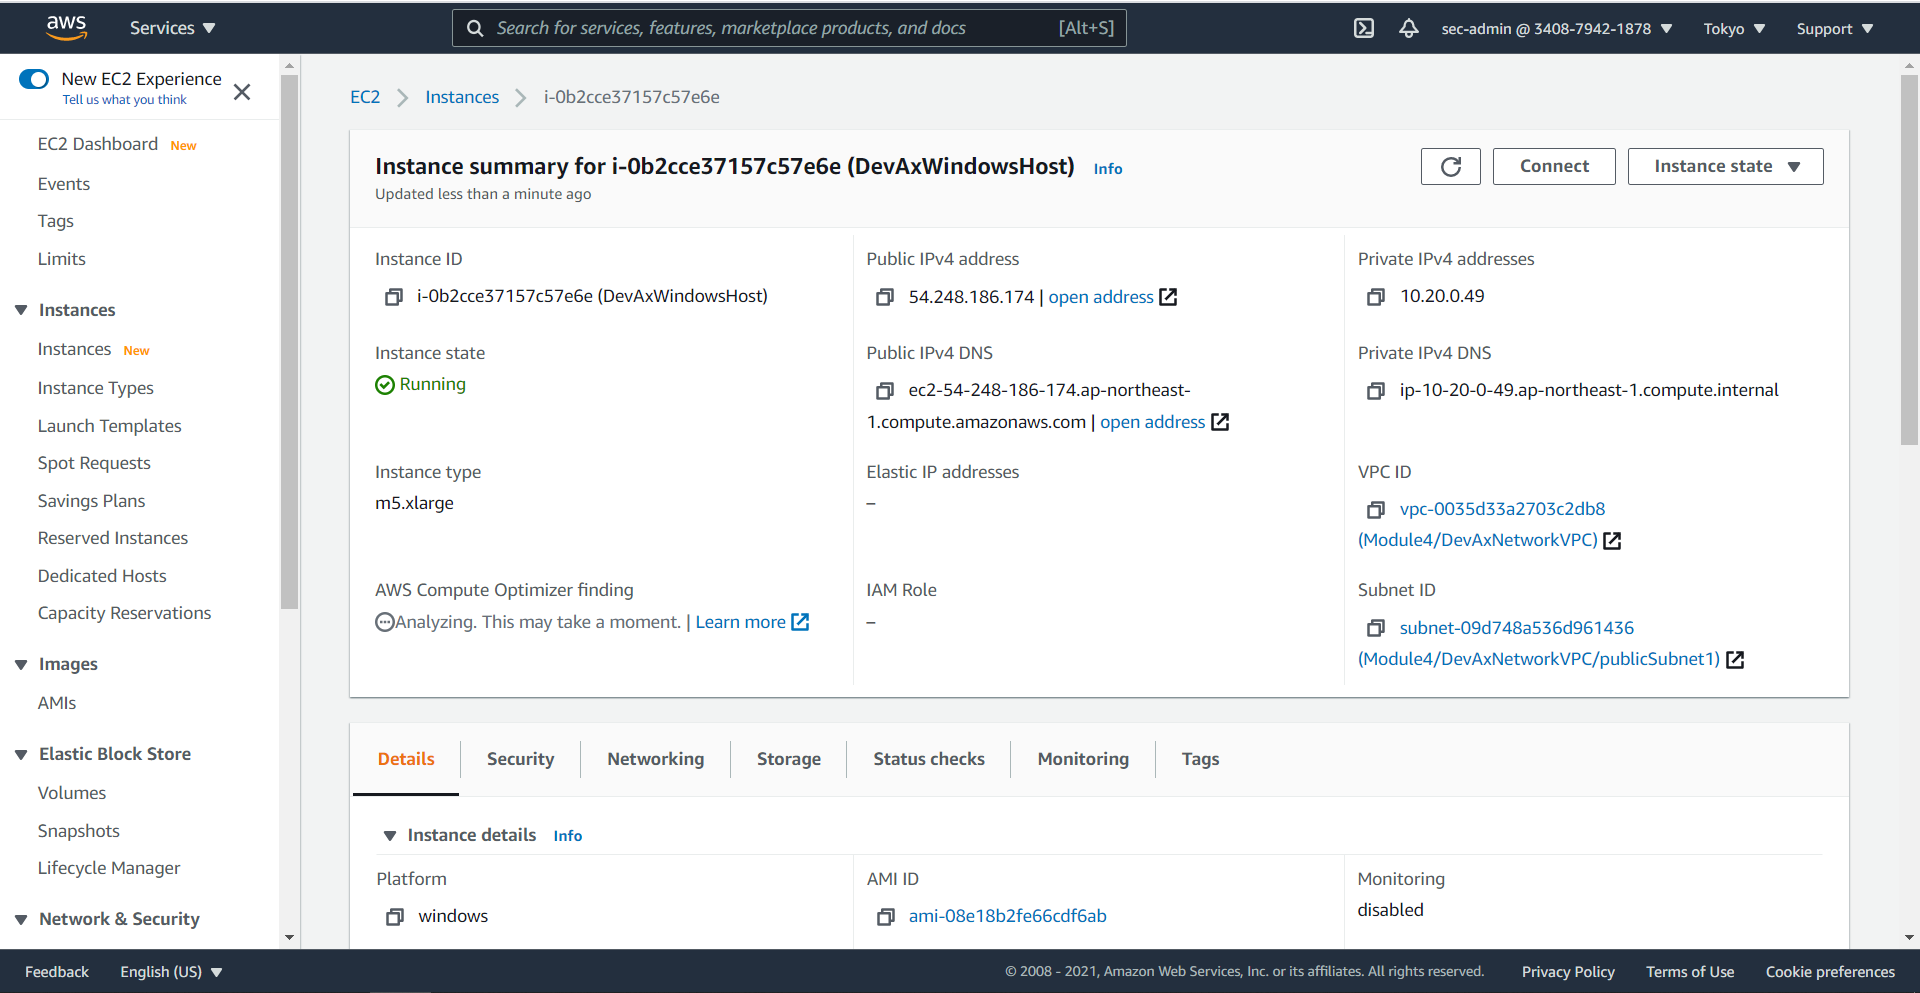 aws
Services
Search for services, features, marketplace products, and docs
[Alt+S]
sec-admin @ 3408-7942-1878
Tokyo
Support
New EC2 Experience
Tell us what you think
EC2 Dashboard New
Events
Tags
Limits
Instances
Instances New
Instance Types
Launch Templates
Spot Requests
Savings Plans
Reserved Instances
Dedicated Hosts
Capacity Reservations
Images
AMIs
Elastic Block Store
Volumes
Snapshots
Lifecycle Manager
Network & Security
EC2 Instances i-0b2cce37157c57e6e
Instance summary for i-0b2cce37157c57e6e (DevAxWindowsHost) Info
Updated less than a minute ago
Connect
Instance state
Instance ID
i-0b2cce37157c57e6e (DevAxWindowsHost)
Public IPv4 address
54.248.186.174 | open address
Private IPv4 addresses
10.20.0.49
Instance state
Running
Public IPv4 DNS
ec2-54-248-186-174.ap-northeast-
1.compute.amazonaws.com | open address
Private IPv4 DNS
ip-10-20-0-49.ap-northeast-1.compute.internal
Instance type
m5.xlarge
Elastic IP addresses
–
VPC ID
vpc-0035d33a2703c2db8
(Module4/DevAxNetworkVPC)
AWS Compute Optimizer finding
Analyzing. This may take a moment. | Learn more
IAM Role
–
Subnet ID
subnet-09d748a536d961436
(Module4/DevAxNetworkVPC/publicSubnet1)
Details
Security
Networking
Storage
Status checks
Monitoring
Tags
Instance details Info
Platform
windows
AMI ID
ami-08e18b2fe66cdf6ab
Monitoring
disabled
Feedback
English (US)
© 2008 - 2021, Amazon Web Services, Inc. or its affiliates. All rights reserved.
Privacy Policy
Terms of Use
Cookie preferences